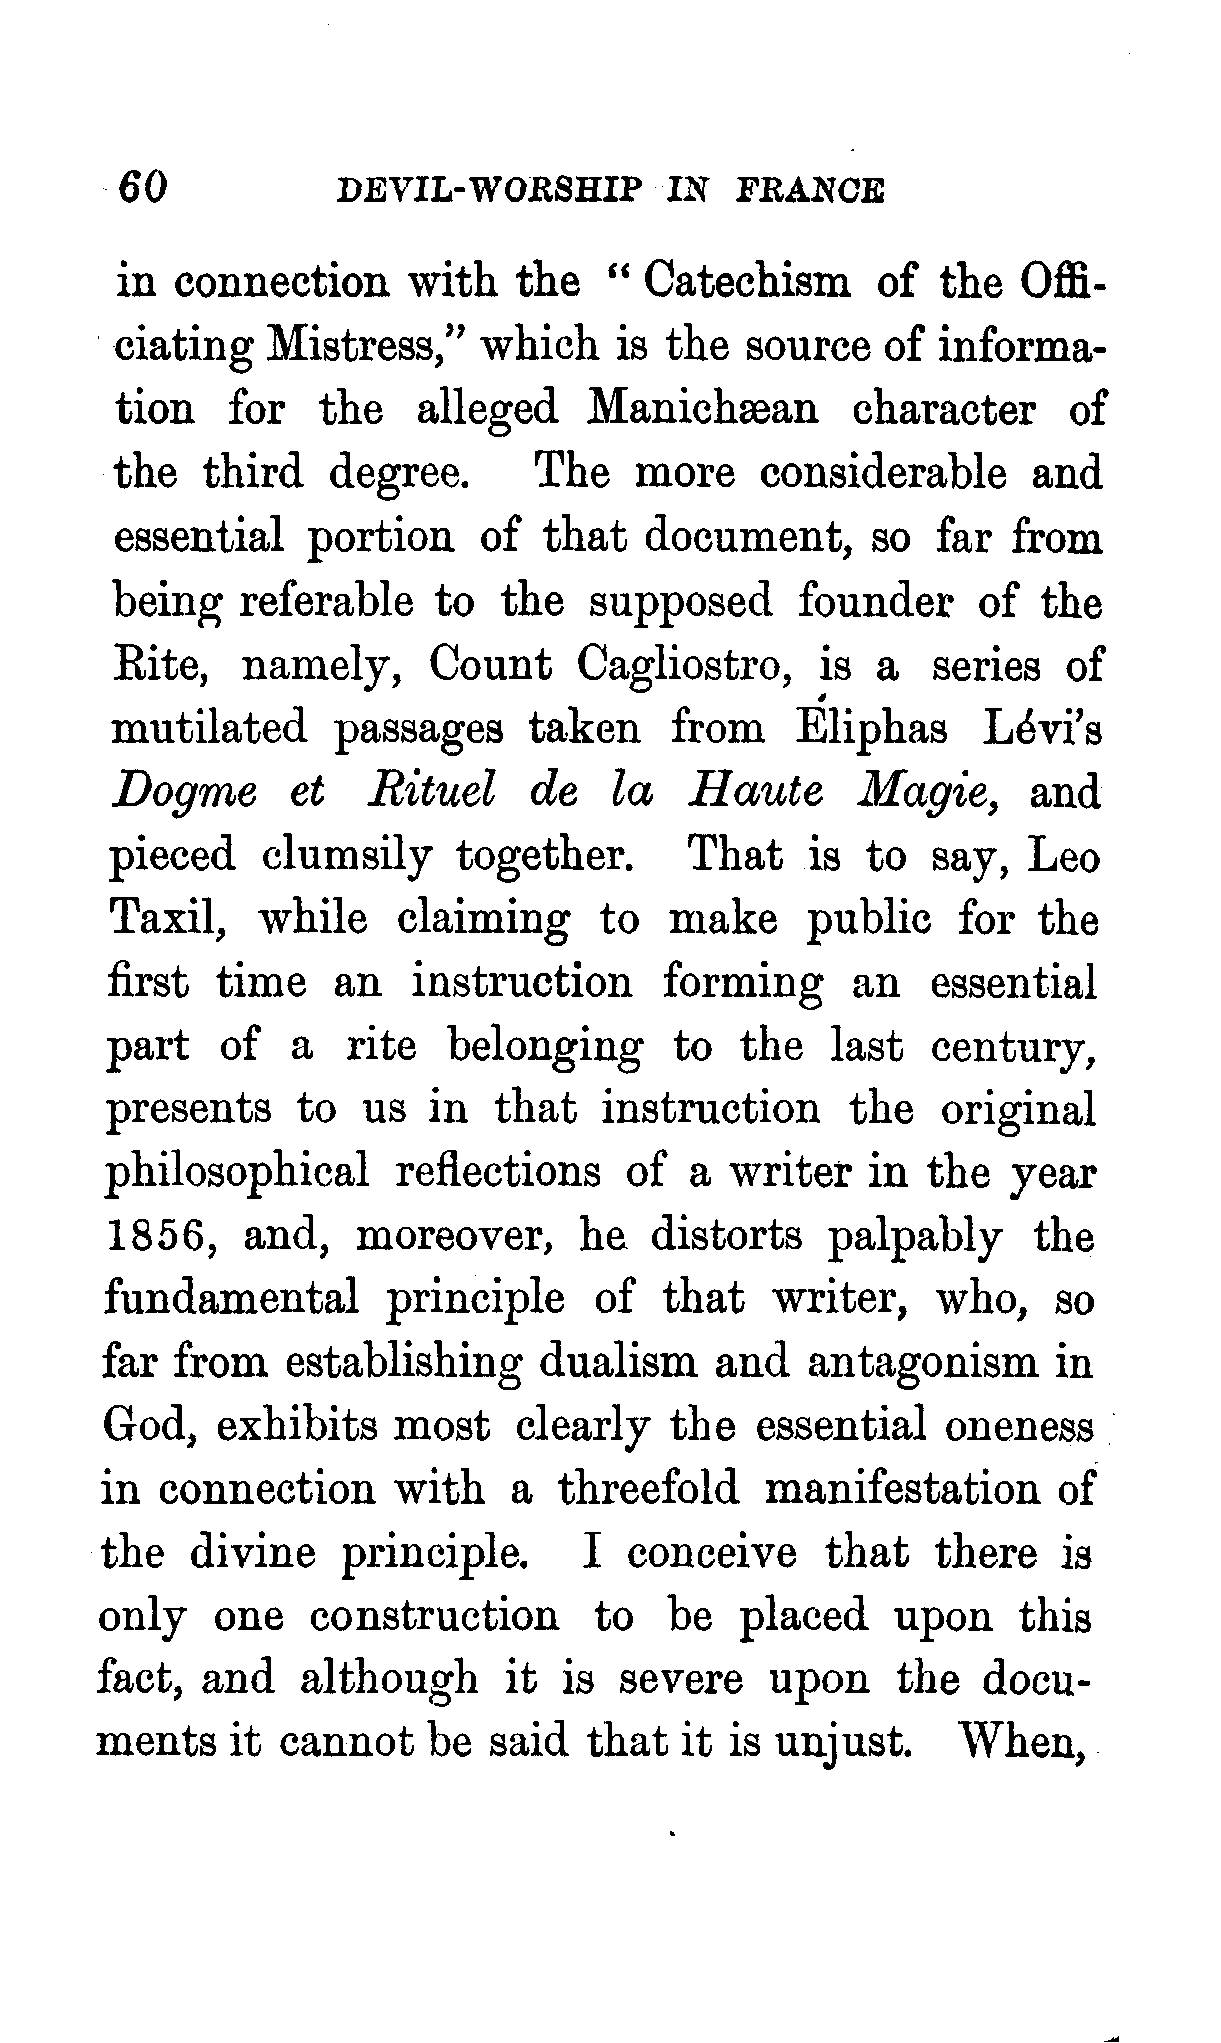 60 DEVIL-WORSHIP IN FRANCE
in connection with the “ Catechism of the Offi-
ciating Mistress,” which is the source of informa-
tion for the alleged Manichæan character of
the third degree. The more considerable and
essential portion of that document, so far from
being referable to the supposed founder of the
Rite, namely, Count Cagliostro, is a series of
mutilated passages taken from Éliphas Lévi’s
Dogme et Rituel de la Haute Magie, and
pieced clumsily together. That is to say, Leo
Taxil, while claiming to make public for the
first time an instruction forming an essential
part of a rite belonging to the last century,
presents to us in that instruction the original
philosophical reflections of a writer in the year
1856, and, moreover, he distorts palpably the
fundamental principle of that writer, who, so
far from establishing dualism and antagonism in
God, exhibits most clearly the essential oneness
in connection with a threefold manifestation of
the divine principle. I conceive that there is
only one construction to be placed upon this
fact, and although it is severe upon the docu-
ments it cannot be said that it is unjust. When,